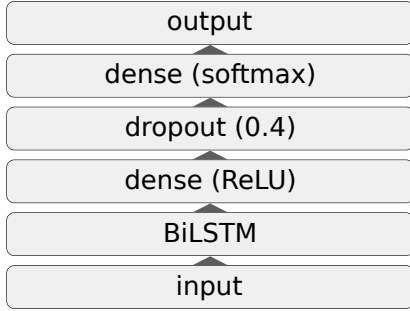 output
dense (softmax)
dropout (0.4)
dense (ReLU)
BiLSTM
input